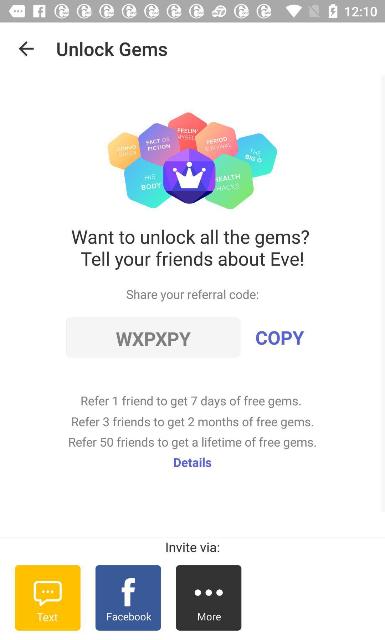 12:10
Unlock Gems
FACT OR
FICTION
PERIOD
HIS
BODY
THE
BIG O
HEALTH
HACKS
Want to unlock all the gems?
Tell your friends about Eve!
Share your referral code:
WXPXPY
COPY
Refer 1 friend to get 7 days of free gems.
Refer 3 friends to get 2 months of free gems.
Refer 50 friends to get a lifetime of free gems.
Details
Invite via:
Text
Facebook
More